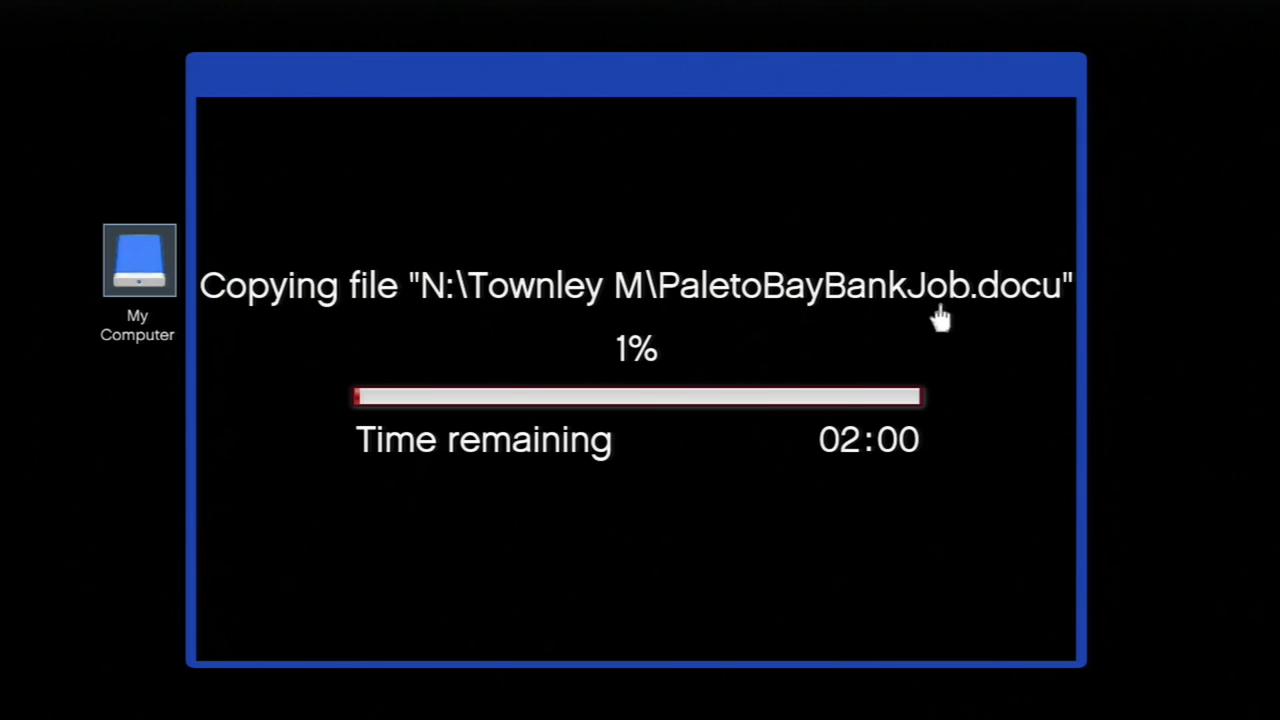 My
Computer
Copying file "N:\Townley M\PaletoBayBankJob.docu"
1%
Time remaining 02:00